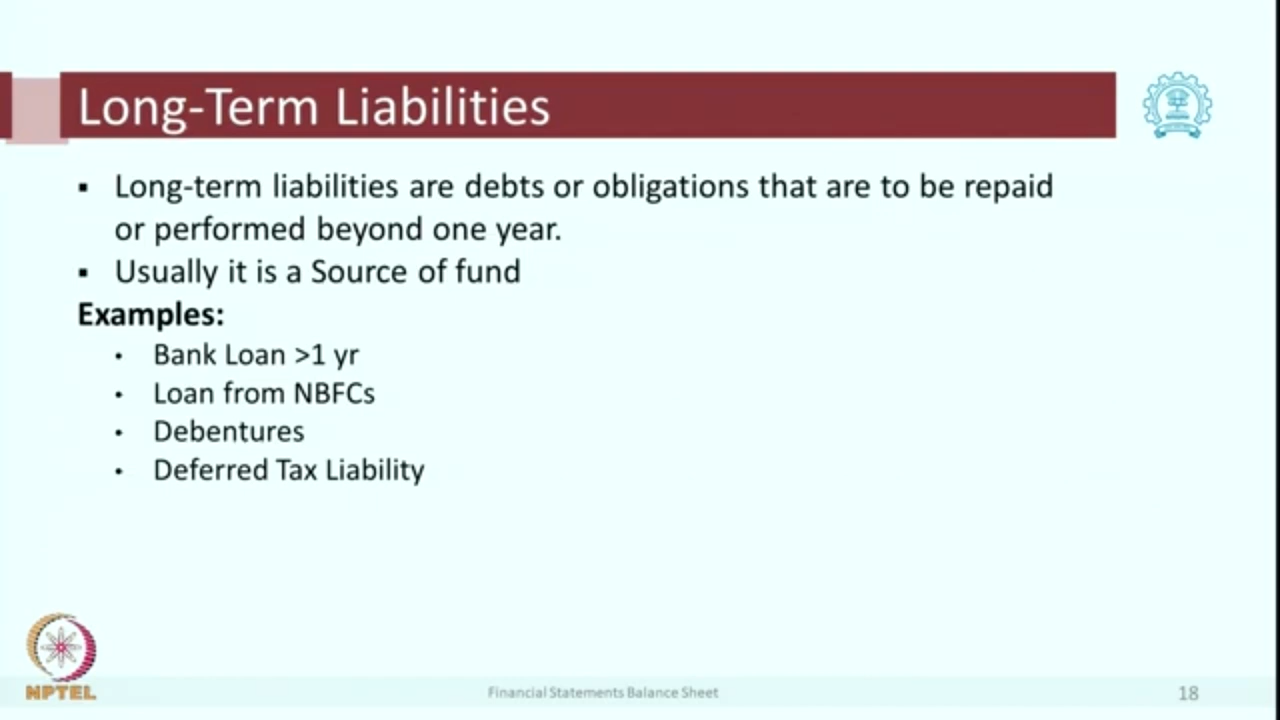 Long-Term Liabilities
▪ Long-term liabilities are debts or obligations that are to be repaid
or performed beyond one year.
▪ Usually it is a Source of fund
Examples:
• Bank Loan >1 yr
• Loan from NBFCs
• Debentures
• Deferred Tax Liability
NPTEL
Financial Statements Balance Sheet
18